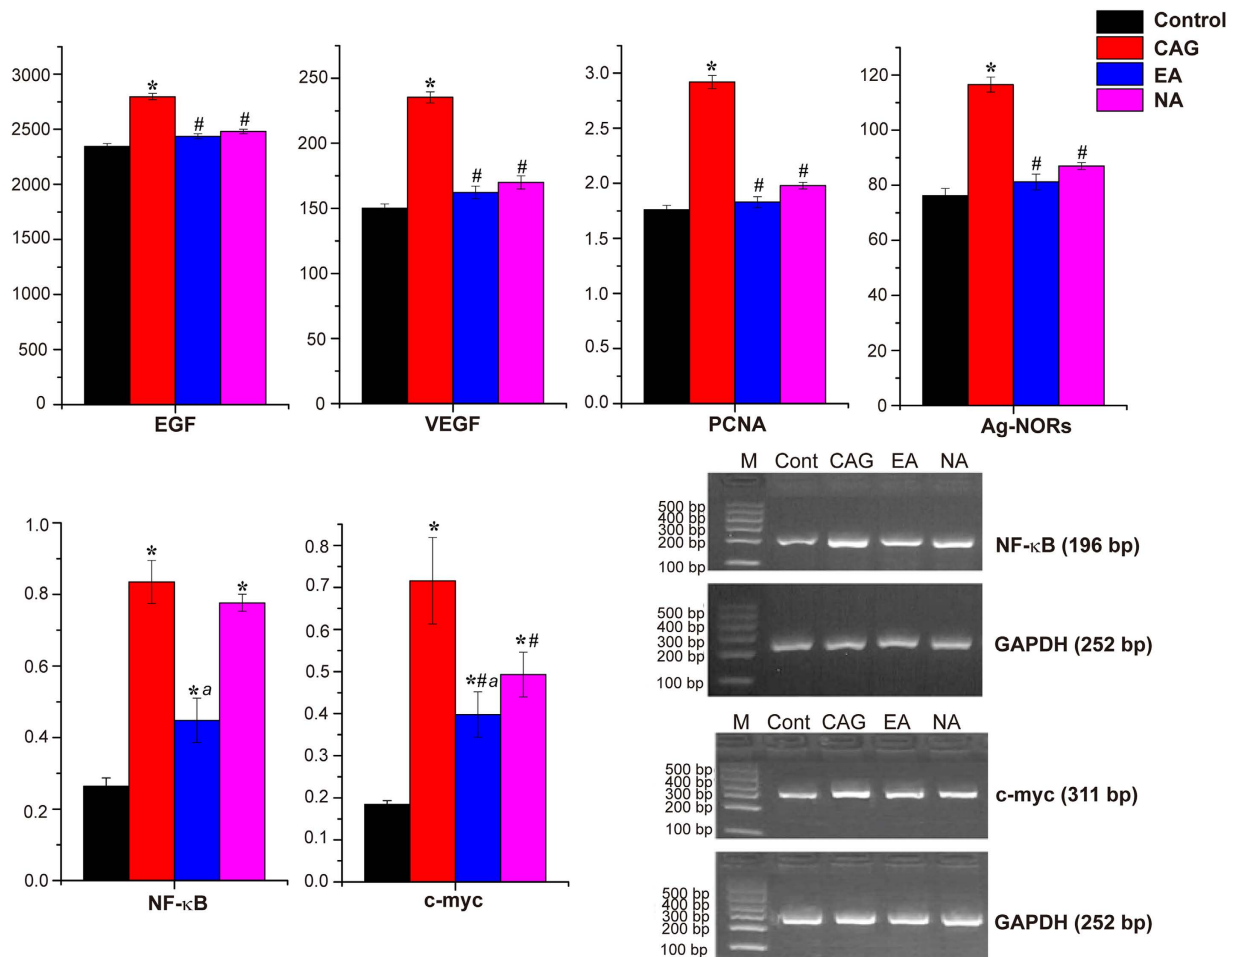 Control
CAG
EA
NA
3000
2500
2000
1500
1000
500
0
*
#
#
EGF
250
200
150
100
50
0
*
#
#
VEGF
3.0
2.5
2.0
1.5
1.0
0.5
0.0
*
#
#
PCNA
120
100
80
60
40
20
0
*
#
#
Ag-NORs
1.0
0.8
0.6
0.4
0.2
0.0
*
*a
*
NF-κB
0.8
0.7
0.6
0.5
0.4
0.3
0.2
0.1
0.0
*
*#a
*#
c-myc
M Cont CAG EA NA
500 bp
400 bp
300 bp
200 bp
100 bp
NF-κB (196 bp)
500 bp
400 bp
300 bp
200 bp
100 bp
GAPDH (252 bp)
M Cont CAG EA NA
500 bp
400 bp
300 bp
200 bp
100 bp
c-myc (311 bp)
500 bp
400 bp
300 bp
200 bp
100 bp
GAPDH (252 bp)